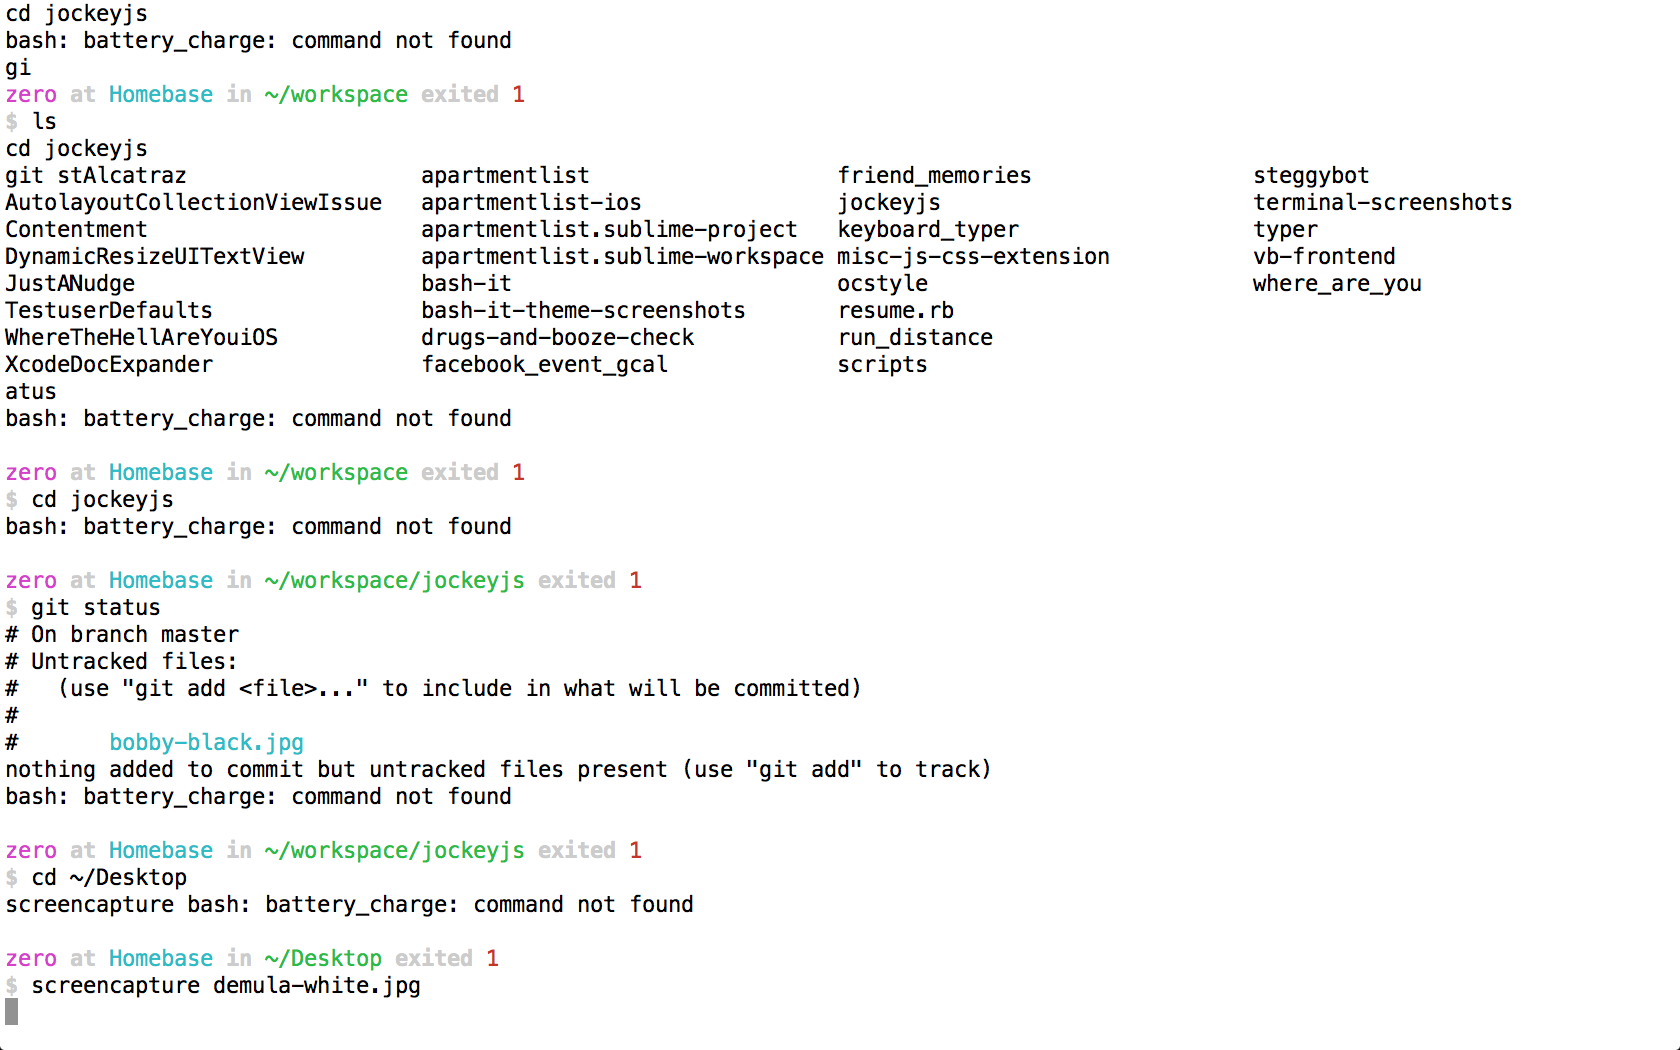 cd jockeyjs
bash: battery_charge: command not found
gi
zero at Homebase in ~/workspace exited 1
$ ls
cd jockeyjs
git stAlcatraz                  apartmentlist                   friend_memories                 steggybot
AutolayoutCollectionViewIssue   apartmentlist-ios               jockeyjs                        terminal-screenshots
Contentment                     apartmentlist.sublime-project   keyboard_typer                  typer
DynamicResizeUITextView         apartmentlist.sublime-workspace misc-js-css-extension           vb-frontend
JustANudge                      bash-it                         ocstyle                         where_are_you
TestuserDefaults                bash-it-theme-screenshots       resume.rb
WhereTheHellAreYouiOS           drugs-and-booze-check           run_distance
XcodeDocExpander                facebook_event_gcal             scripts
atus
bash: battery_charge: command not found
zero at Homebase in ~/workspace exited 1
$ cd jockeyjs
bash: battery_charge: command not found
zero at Homebase in ~/workspace/jockeyjs exited 1
$ git status
# On branch master
# Untracked files:
#   (use "git add <file>..." to include in what will be committed)
#
#       bobby-black.jpg
nothing added to commit but untracked files present (use "git add" to track)
bash: battery_charge: command not found
zero at Homebase in ~/workspace/jockeyjs exited 1
$ cd ~/Desktop
screencapture bash: battery_charge: command not found
zero at Homebase in ~/Desktop exited 1
$ screencapture demula-white.jpg